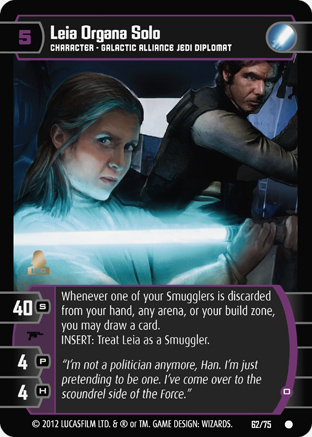 5
Leia Organa Solo
CHARACTER - GALACTIC ALLIANCE JEDI DIPLOMAT
40 S
4 P
4 H
Whenever one of your Smugglers is discarded
from your hand, any arena, or your build zone,
you may draw a card.
INSERT: Treat Leia as a Smuggler.
“I’m not a politician anymore, Han. I’m just
pretending to be one. I’ve come over to the
scoundrel side of the Force.”
© 2012 LUCASFILM LTD. & ® or TM. GAME DESIGN: WIZARDS.
62/75